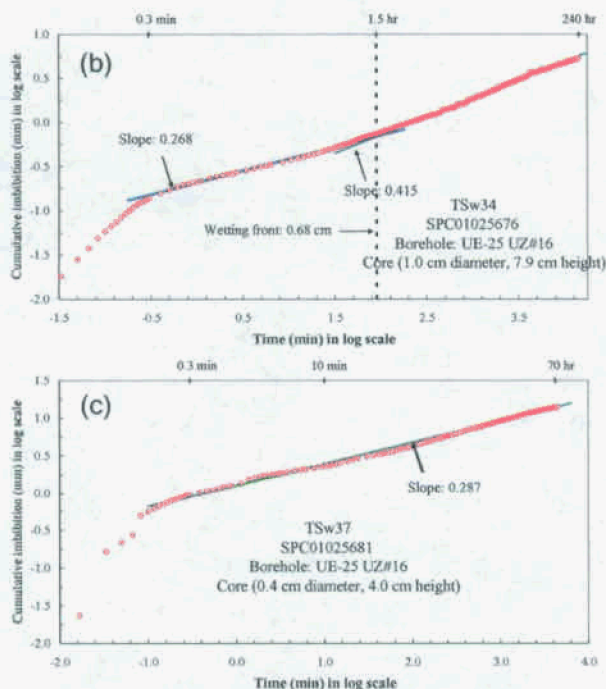 0.3 min 1.5 hr 240 hr
(b)
1.0
0.5
0.0
-0.5
-1.0
-1.5
-2.0
Cumulative imbibition (mm) in log scale
Slope: 0.268
Slope: 0.415
Wetting front: 0.68 cm
TSw34
SPC01025676
Borehole: UE-25 UZ#16
Core (1.0 cm diameter, 7.9 cm height)
-1.5 -0.5 0.5 1.5 2.5 3.5
Time (min) in log scale
0.3 min 10 min 70 hr
(c)
1.5
1.0
0.5
0.0
-0.5
-1.0
-1.5
-2.0
Cumulative imbibition (mm) in log scale
Slope: 0.287
TSw37
SPC01025681
Borehole: UE-25 UZ#16
Core (0.4 cm diameter, 4.0 cm height)
-2.0 -1.0 0.0 1.0 2.0 3.0 4.0
Time (min) in log scale